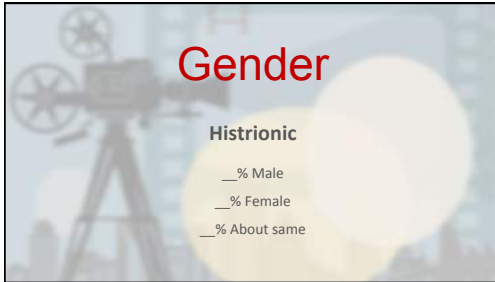 Gender
Histrionic
__% Male
__% Female
__% About same